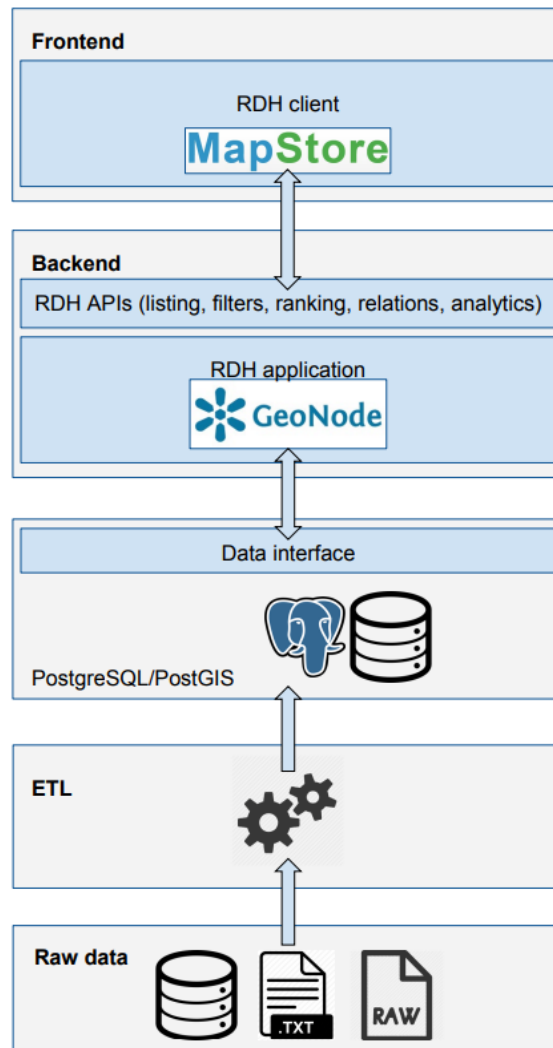 Frontend
RDH client
MapStore
Backend
RDH APIs (listing, filters, ranking, relations, analytics)
RDH application
GeoNode
Data interface
PostgreSQL/PostGIS
ETL
Raw data
.TXT
RAW